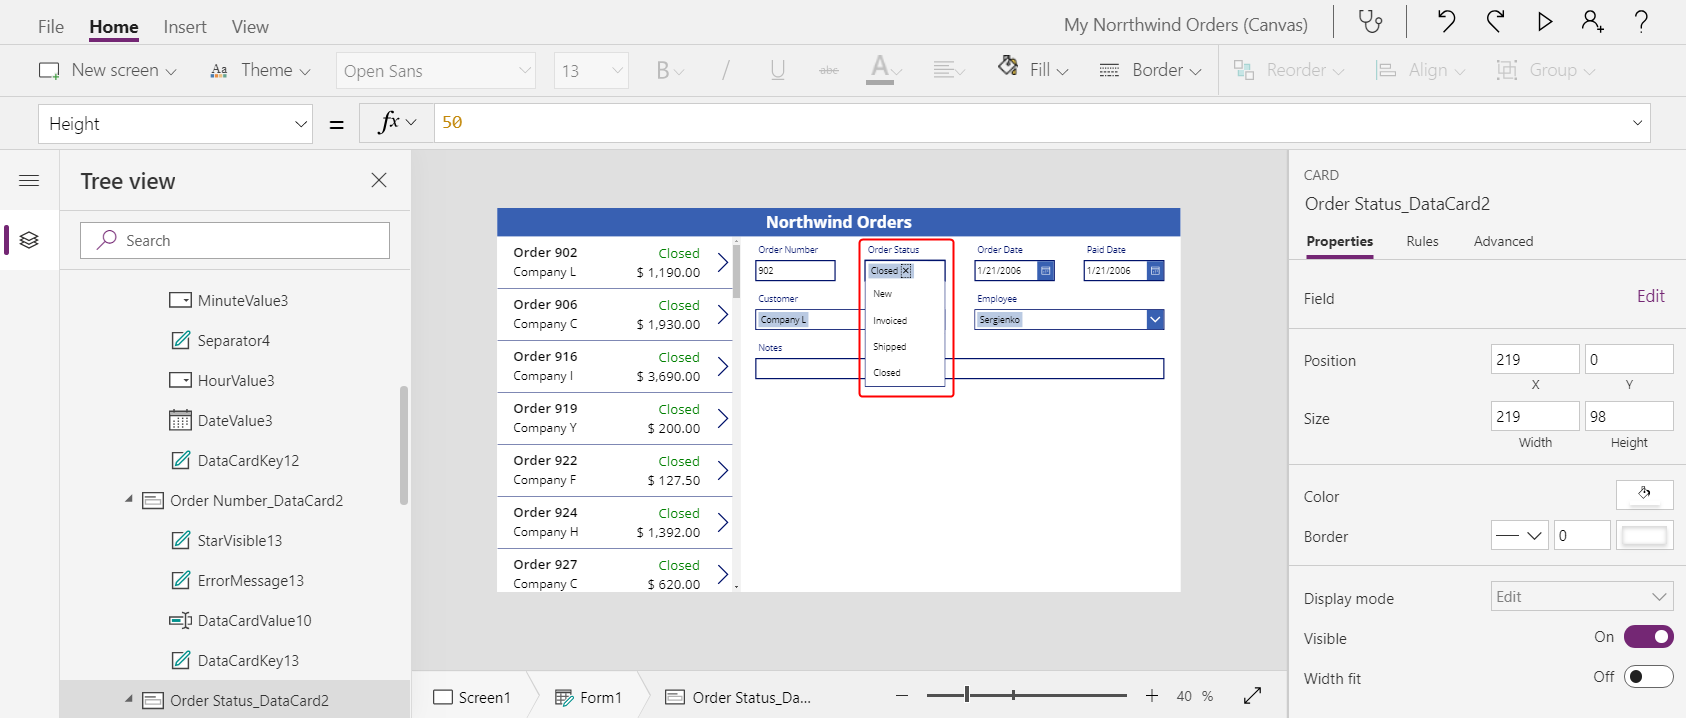 File Home Insert View My Norrthwind Orders (Canvas) ?
New screen Aa Theme Open Sans 13 B / U abc A Fill Border Reorder Align Group
Height = fx 50
Tree view
Search
MinuteValue3
Separator4
HourValue3
DateValue3
DataCardKey12
Order Number_DataCard2
StarVisible13
ErrorMessage13
DataCardValue10
DataCardKey13
Order Status_DataCard2
Northwind Orders
Order 902 Closed
Company L $ 1,190.00
Order 906 Closed
Company C $ 1,930.00
Order 916 Closed
Company I $ 3,690.00
Order 919 Closed
Company Y $ 200.00
Order 922 Closed
Company F $ 127.50
Order 924 Closed
Company H $ 1,392.00
Order 927 Closed
Company C $ 620.00
Order Number Order Status Order Date Paid Date
902 Closed 1/21/2006 1/21/2006
New
Invoiced
Shipped
Closed
Customer Employee
Company L Sergienko
Notes
Screen1 Form1 Order Status_Da... 40 %
CARD
Order Status_DataCard2
Properties Rules Advanced
Field Edit
Position 219 0
X Y
Size 219 98
Width Height
Color
Border 0
Display mode Edit
Visible On
Width fit Off